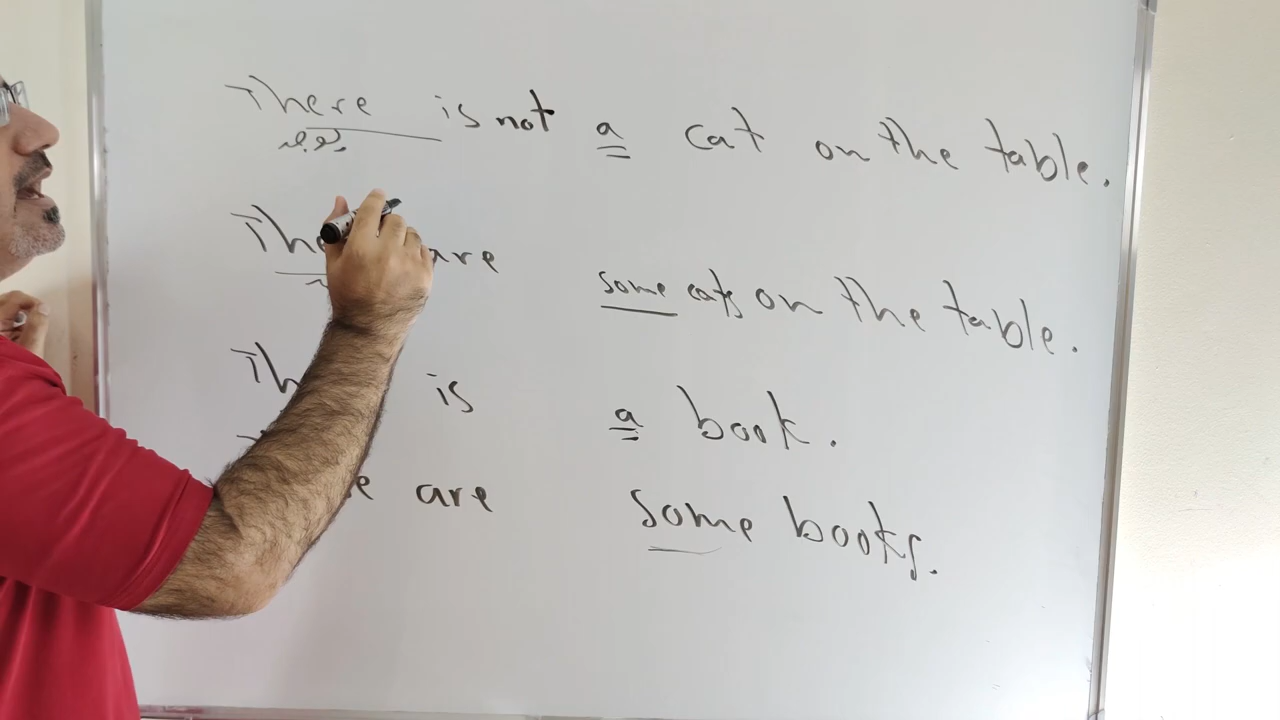 There is not a cat on the table.
are some cats on the table.
is a book.
are some books.